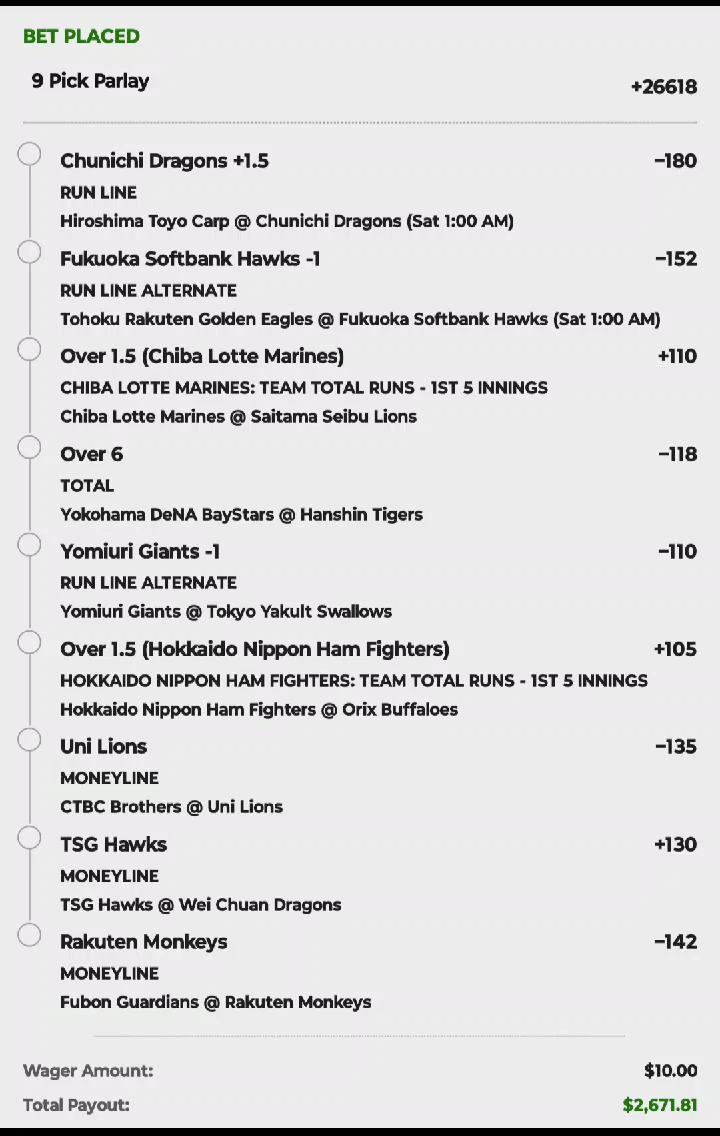 BET PLACED
9 Pick Parlay +26618
Chunichi Dragons +1.5 −180
RUN LINE
Hiroshima Toyo Carp @ Chunichi Dragons (Sat 1:00 AM)
Fukuoka Softbank Hawks -1 −152
RUN LINE ALTERNATE
Tohoku Rakuten Golden Eagles @ Fukuoka Softbank Hawks (Sat 1:00 AM)
Over 1.5 (Chiba Lotte Marines) +110
CHIBA LOTTE MARINES: TEAM TOTAL RUNS - 1ST 5 INNINGS
Chiba Lotte Marines @ Saitama Seibu Lions
Over 6 −118
TOTAL
Yokohama DeNA BayStars @ Hanshin Tigers
Yomiuri Giants -1 −110
RUN LINE ALTERNATE
Yomiuri Giants @ Tokyo Yakult Swallows
Over 1.5 (Hokkaido Nippon Ham Fighters) +105
HOKKAIDO NIPPON HAM FIGHTERS: TEAM TOTAL RUNS - 1ST 5 INNINGS
Hokkaido Nippon Ham Fighters @ Orix Buffaloes
Uni Lions −135
MONEYLINE
CTBC Brothers @ Uni Lions
TSG Hawks +130
MONEYLINE
TSG Hawks @ Wei Chuan Dragons
Rakuten Monkeys −142
MONEYLINE
Fubon Guardians @ Rakuten Monkeys
Wager Amount: $10.00
Total Payout: $2,671.81